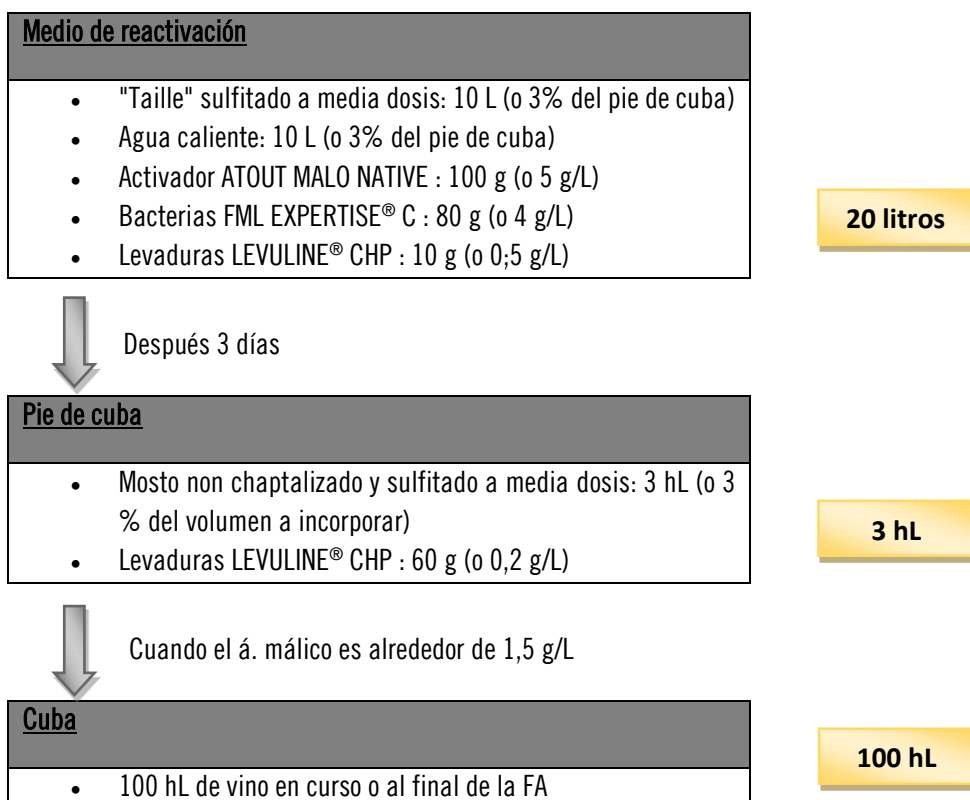 Medio de reactivación
• "Taille" sulfitado a media dosis: 10 L (o 3% del pie de cuba)
• Agua caliente: 10 L (o 3% del pie de cuba)
• Activador ATOUT MALO NATIVE : 100 g (o 5 g/L)
• Bacterias FML EXPERTISE® C : 80 g (o 4 g/L)
• Levaduras LEVULINE® CHP : 10 g (o 0;5 g/L)
20 litros
Después 3 días
Pie de cuba
• Mosto non chaptalizado y sulfitado a media dosis: 3 hL (o 3
% del volumen a incorporar)
• Levaduras LEVULINE® CHP : 60 g (o 0,2 g/L)
3 hL
Cuando el á. málico es alrededor de 1,5 g/L
Cuba
• 100 hL de vino en curso o al final de la FA
100 hL